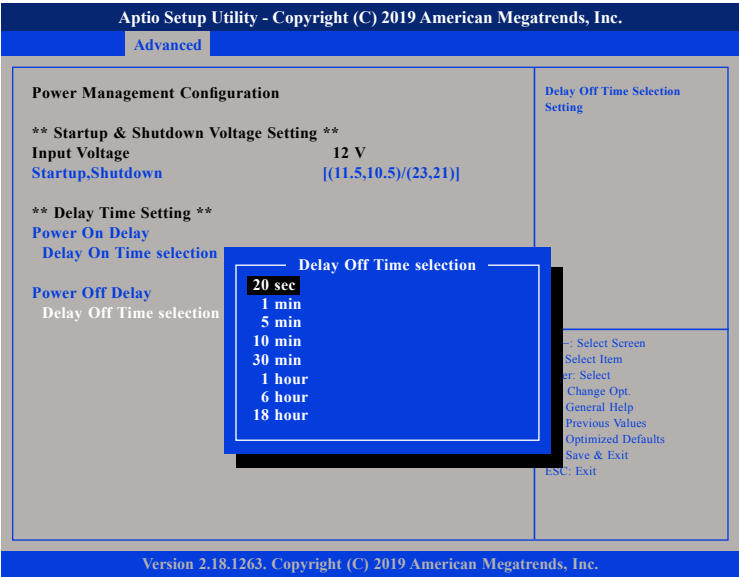 Aptio Setup Utility - Copyright (C) 2019 American Megatrends, Inc.
Advanced
Power Management Configuration
** Startup & Shutdown Voltage Setting **
Input Voltage 12 V
Startup,Shutdown [(11.5,10.5)/(23,21)]
** Delay Time Setting **
Power On Delay
Delay On Time selection
Power Off Delay
Delay Off Time selection
Delay Off Time selection
20 sec
1 min
5 min
10 min
30 min
1 hour
6 hour
18 hour
Delay Off Time Selection
Setting
: Select Screen
Select Item
: Select
Change Opt.
General Help
Previous Values
Optimized Defaults
Save & Exit
ESC: Exit
Version 2.18.1263. Copyright (C) 2019 American Megatrends, Inc.